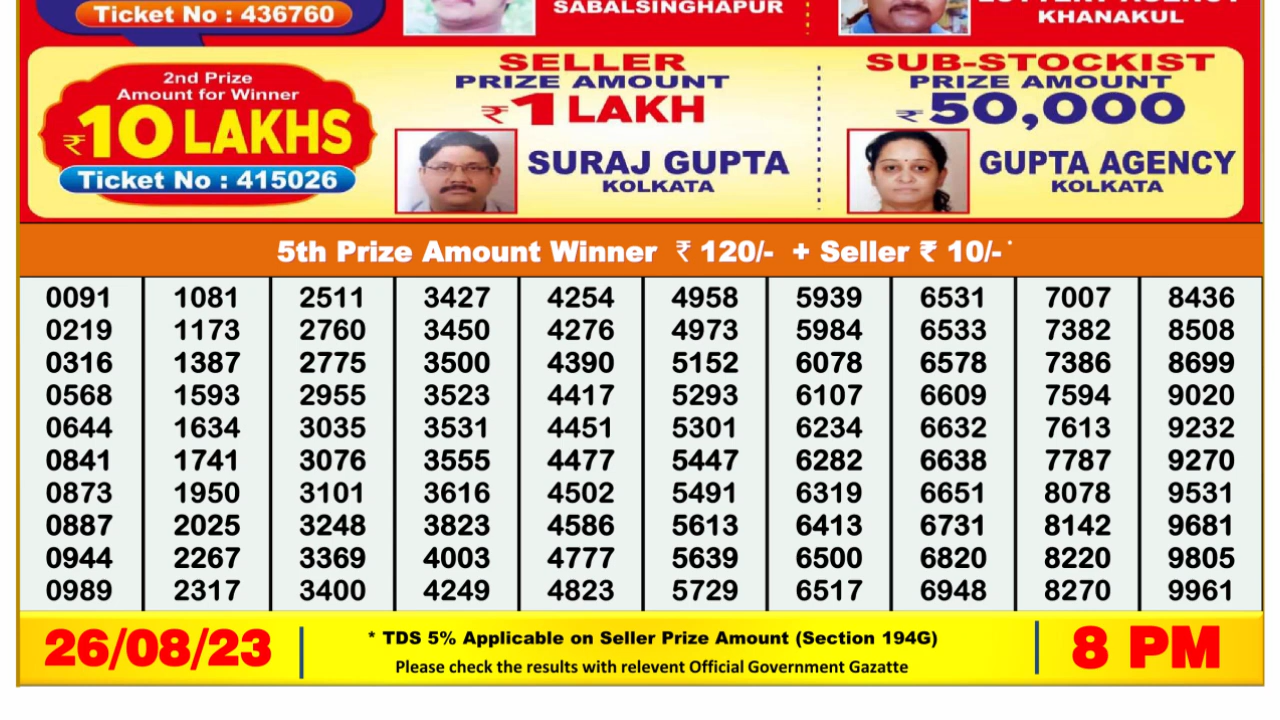 Ticket No : 436760
SABALSINGHAPUR
LOTTERY AGENCY
KHANAKUL
2nd Prize
Amount for Winner
₹10 LAKHS
Ticket No : 415026
SELLER
PRIZE AMOUNT
₹1 LAKH
SURAJ GUPTA
KOLKATA
SUB-STOCKIST
PRIZE AMOUNT
₹50,000
GUPTA AGENCY
KOLKATA
5th Prize Amount Winner ₹ 120/- + Seller ₹ 10/- *
0091 1081 2511 3427 4254 4958 5939 6531 7007 8436
0219 1173 2760 3450 4276 4973 5984 6533 7382 8508
0316 1387 2775 3500 4390 5152 6078 6578 7386 8699
0568 1593 2955 3523 4417 5293 6107 6609 7594 9020
0644 1634 3035 3531 4451 5301 6234 6632 7613 9232
0841 1741 3076 3555 4477 5447 6282 6638 7787 9270
0873 1950 3101 3616 4502 5491 6319 6651 8078 9531
0887 2025 3248 3823 4586 5613 6413 6731 8142 9681
0944 2267 3369 4003 4777 5639 6500 6820 8220 9805
0989 2317 3400 4249 4823 5729 6517 6948 8270 9961
26/08/23
* TDS 5% Applicable on Seller Prize Amount (Section 194G)
Please check the results with relevent Official Government Gazatte
8 PM